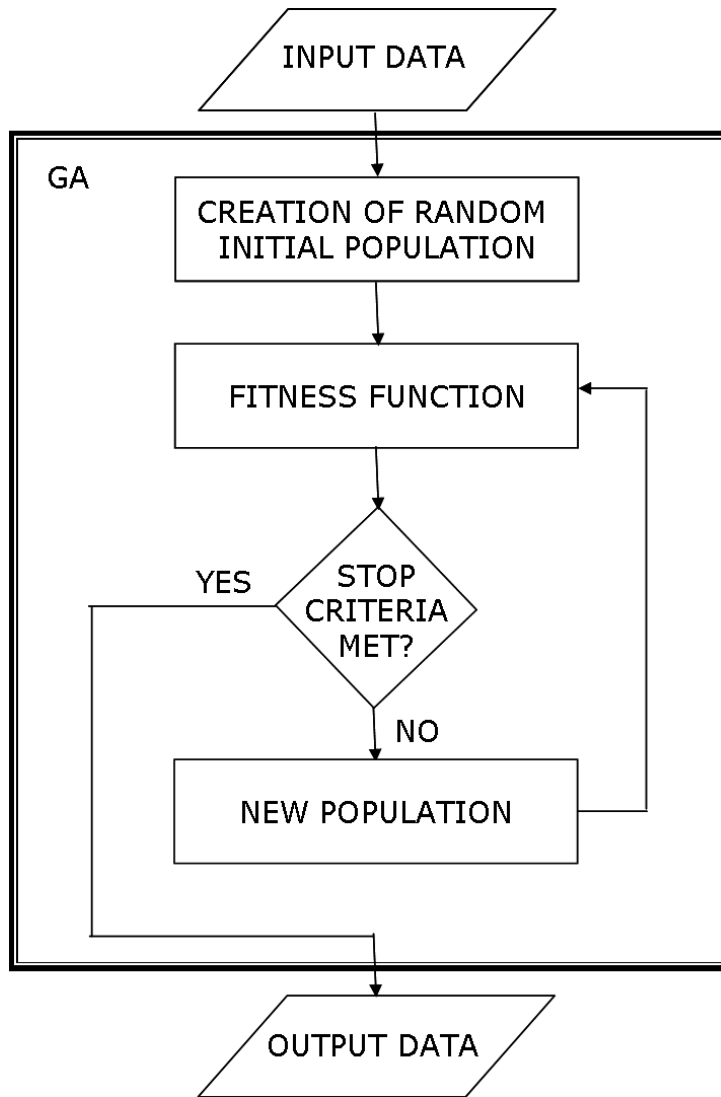 INPUT DATA
GA
CREATION OF RANDOM
INITIAL POPULATION
FITNESS FUNCTION
YES
STOP
CRITERIA
MET?
NO
NEW POPULATION
OUTPUT DATA